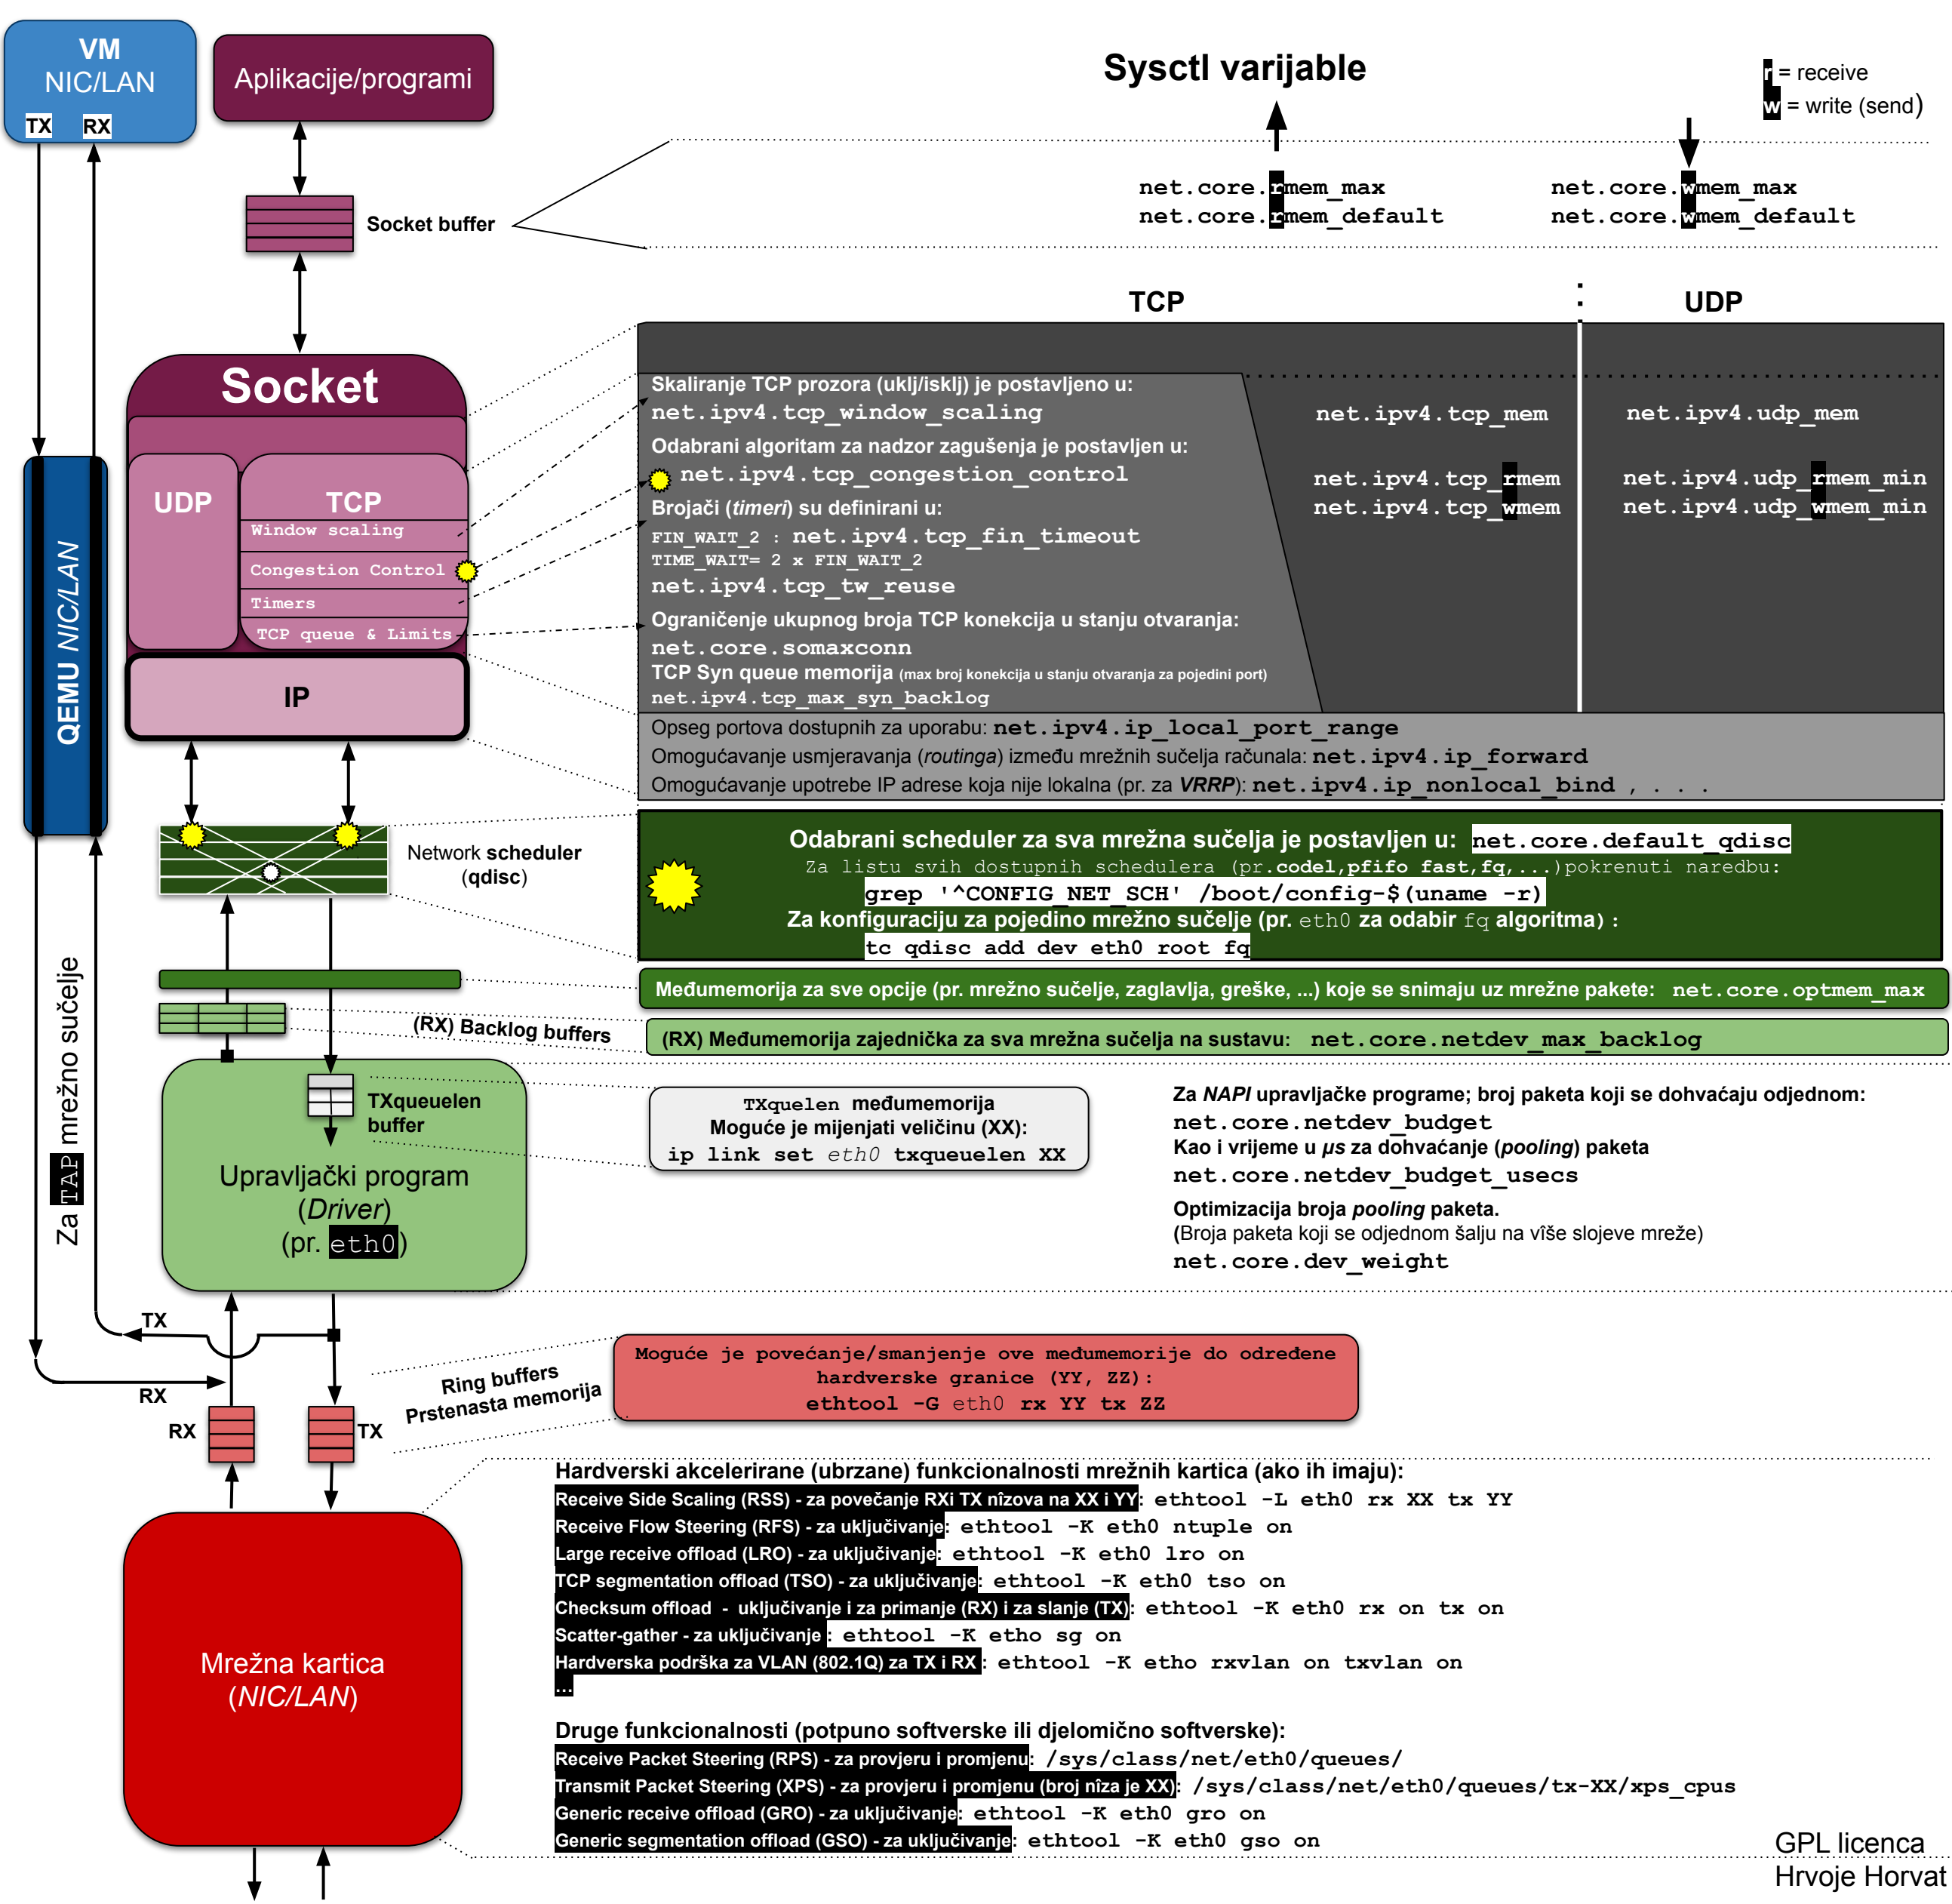 VM
NIC/LAN
TX RX
Aplikacije/programi
Sysctl varijable
r = receive
w = write (send)
Socket buffer
net.core.rmem_max
net.core.rmem_default
net.core.wmem_max
net.core.wmem_default
TCP
UDP
Socket
UDP
TCP
Window scaling
Congestion Control
Timers
TCP queue & Limits
IP
QEMU NIC/LAN
Skaliranje TCP prozora (uklj/isklj) je postavljeno u:
net.ipv4.tcp_window_scaling
Odabrani algoritam za nadzor zagušenja je postavljen u:
net.ipv4.tcp_congestion_control
Brojači (timeri) su definirani u:
FIN_WAIT_2 : net.ipv4.tcp_fin_timeout
TIME_WAIT= 2 x FIN_WAIT_2
net.ipv4.tcp_tw_reuse
Ograničenje ukupnog broja TCP konekcija u stanju otvaranja:
net.core.somaxconn
TCP Syn queue memorija (max broj konekcija u stanju otvaranja za pojedini port)
net.ipv4.tcp_max_syn_backlog
net.ipv4.tcp_mem
net.ipv4.tcp_rmem
net.ipv4.tcp_wmem
net.ipv4.udp_mem
net.ipv4.udp_rmem_min
net.ipv4.udp_wmem_min
Opseg portova dostupnih za uporabu: net.ipv4.ip_local_port_range
Omogućavanje usmjeravanja (routinga) između mrežnih sučelja računala: net.ipv4.ip_forward
Omogućavanje upotrebe IP adrese koja nije lokalna (pr. za VRRP): net.ipv4.ip_nonlocal_bind , . . .
Network scheduler
(qdisc)
Odabrani scheduler za sva mrežna sučelja je postavljen u: net.core.default_qdisc
Za listu svih dostupnih schedulera (pr.codel,pfifo fast,fq,...)pokrenuti naredbu:
grep '^CONFIG_NET_SCH' /boot/config-$(uname -r)
Za konfiguraciju za pojedino mrežno sučelje (pr. eth0 za odabir fq algoritma):
tc qdisc add dev eth0 root fq
Međumemorija za sve opcije (pr. mrežno sučelje, zaglavlja, greške, ...) koje se snimaju uz mrežne pakete: net.core.optmem_max
(RX) Backlog buffers
(RX) Međumemorija zajednička za sva mrežna sučelja na sustavu: net.core.netdev_max_backlog
Za TAP mrežno sučelje
TXqueuelen
buffer
Upravljački program
(Driver)
(pr. eth0)
TXquelen međumemorija
Moguće je mijenjati veličinu (XX):
ip link set eth0 txqueuelen XX
Za NAPI upravljačke programe; broj paketa koji se dohvaćaju odjednom:
net.core.netdev_budget
Kao i vrijeme u µs za dohvaćanje (pooling) paketa
net.core.netdev_budget_usecs
Optimizacija broja pooling paketa.
(Broja paketa koji se odjednom šalju na vîše slojeve mreže)
net.core.dev_weight
TX
RX
RX
TX
Ring buffers
Prstenasta memorija
Moguće je povećanje/smanjenje ove međumemorije do određene
hardverske granice (YY, ZZ):
ethtool -G eth0 rx YY tx ZZ
Mrežna kartica
(NIC/LAN)
Hardverski akcelerirane (ubrzane) funkcionalnosti mrežnih kartica (ako ih imaju):
Receive Side Scaling (RSS) - za povečanje RXi TX nîzova na XX i YY: ethtool -L eth0 rx XX tx YY
Receive Flow Steering (RFS) - za uključivanje: ethtool -K eth0 ntuple on
Large receive offload (LRO) - za uključivanje: ethtool -K eth0 lro on
TCP segmentation offload (TSO) - za uključivanje: ethtool -K eth0 tso on
Checksum offload - uključivanje i za primanje (RX) i za slanje (TX): ethtool -K eth0 rx on tx on
Scatter-gather - za uključivanje : ethtool -K etho sg on
Hardverska podrška za VLAN (802.1Q) za TX i RX : ethtool -K etho rxvlan on txvlan on
...
Druge funkcionalnosti (potpuno softverske ili djelomično softverske):
Receive Packet Steering (RPS) - za provjeru i promjenu: /sys/class/net/eth0/queues/
Transmit Packet Steering (XPS) - za provjeru i promjenu (broj nîza je XX): /sys/class/net/eth0/queues/tx-XX/xps_cpus
Generic receive offload (GRO) - za uključivanje: ethtool -K eth0 gro on
Generic segmentation offload (GSO) - za uključivanje: ethtool -K eth0 gso on
GPL licenca
Hrvoje Horvat